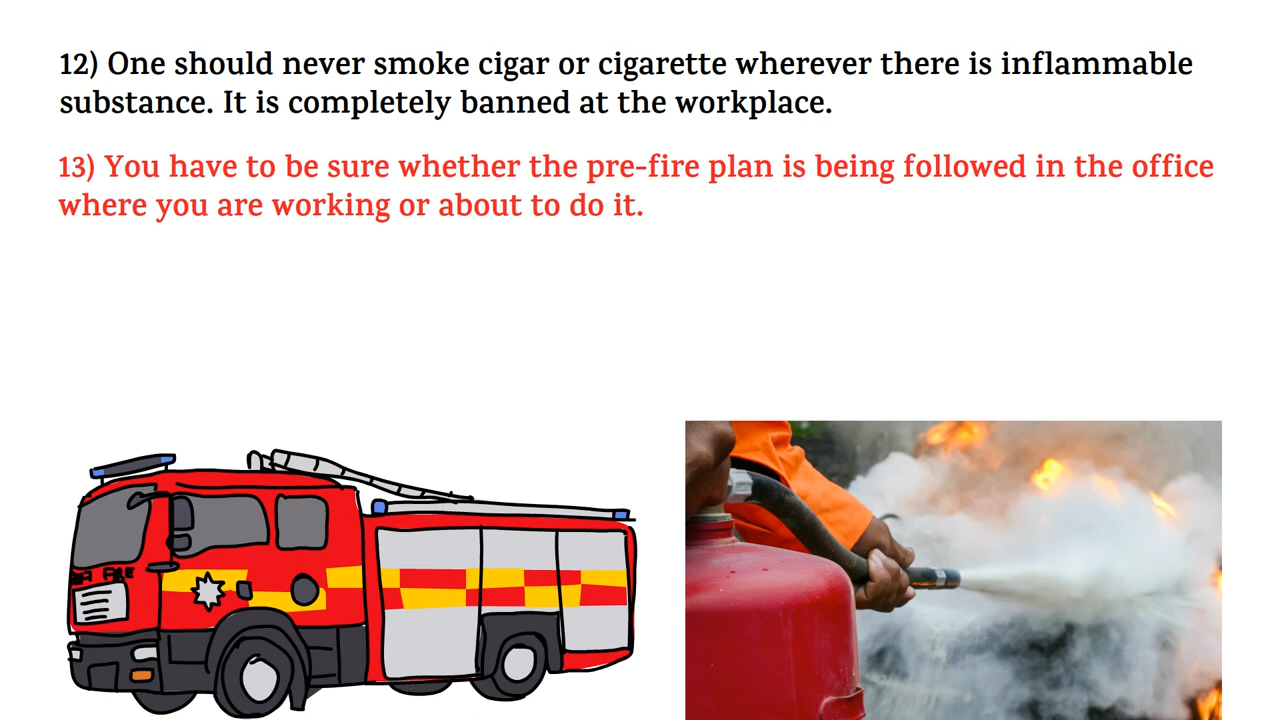 12) One should never smoke cigar or cigarette wherever there is inflammable
substance. It is completely banned at the workplace.
13) You have to be sure whether the pre-fire plan is being followed in the office
where you are working or about to do it.